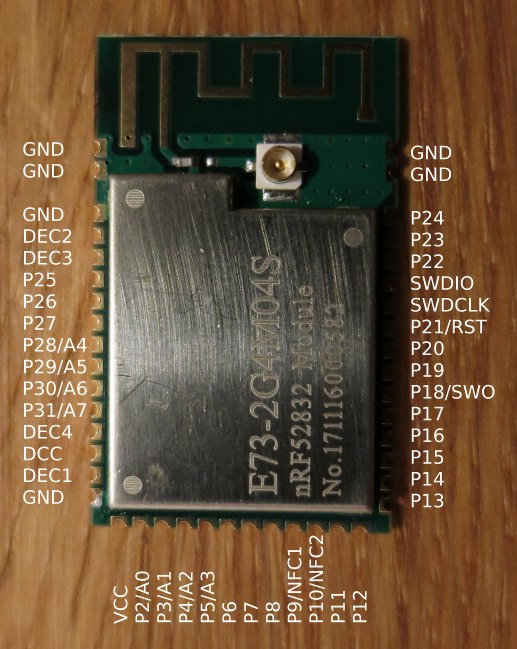 GND
GND
GND
DEC2
DEC3
P25
P26
P27
P28/A4
P29/A5
P30/A6
P31/A7
DEC4
DCC
DEC1
GND
GND
GND
P24
P23
P22
SWDIO
SWDCLK
P21/RST
P20
P19
P18/SWO
P17
P16
P15
P14
P13
E73-2G4M04S
nRF52832 Module
VCC
P2/A0
P3/A1
P4/A2
P5/A3
P6
P7
P8
P9/NFC1
P10/NFC2
P11
P12